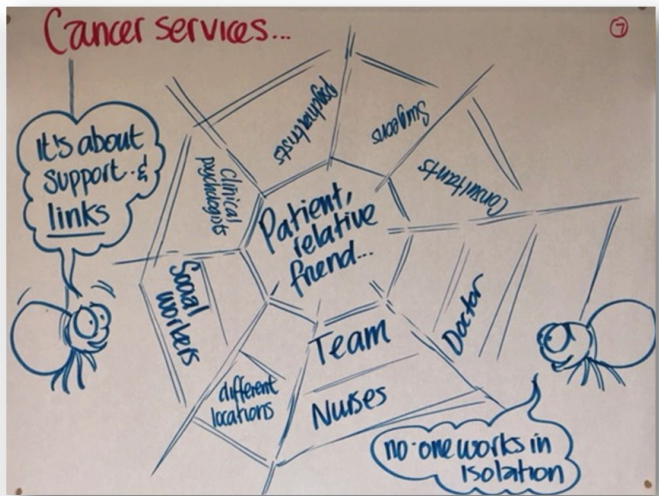 Cancer services...
7
it's about
support &
links
Psychiatrists
Surgeons
Consultants
Clinical
psychologists
Patient,
relative
friend...
Social
workers
Doctor
Team
Nurses
different
locations
no-one works in
isolation